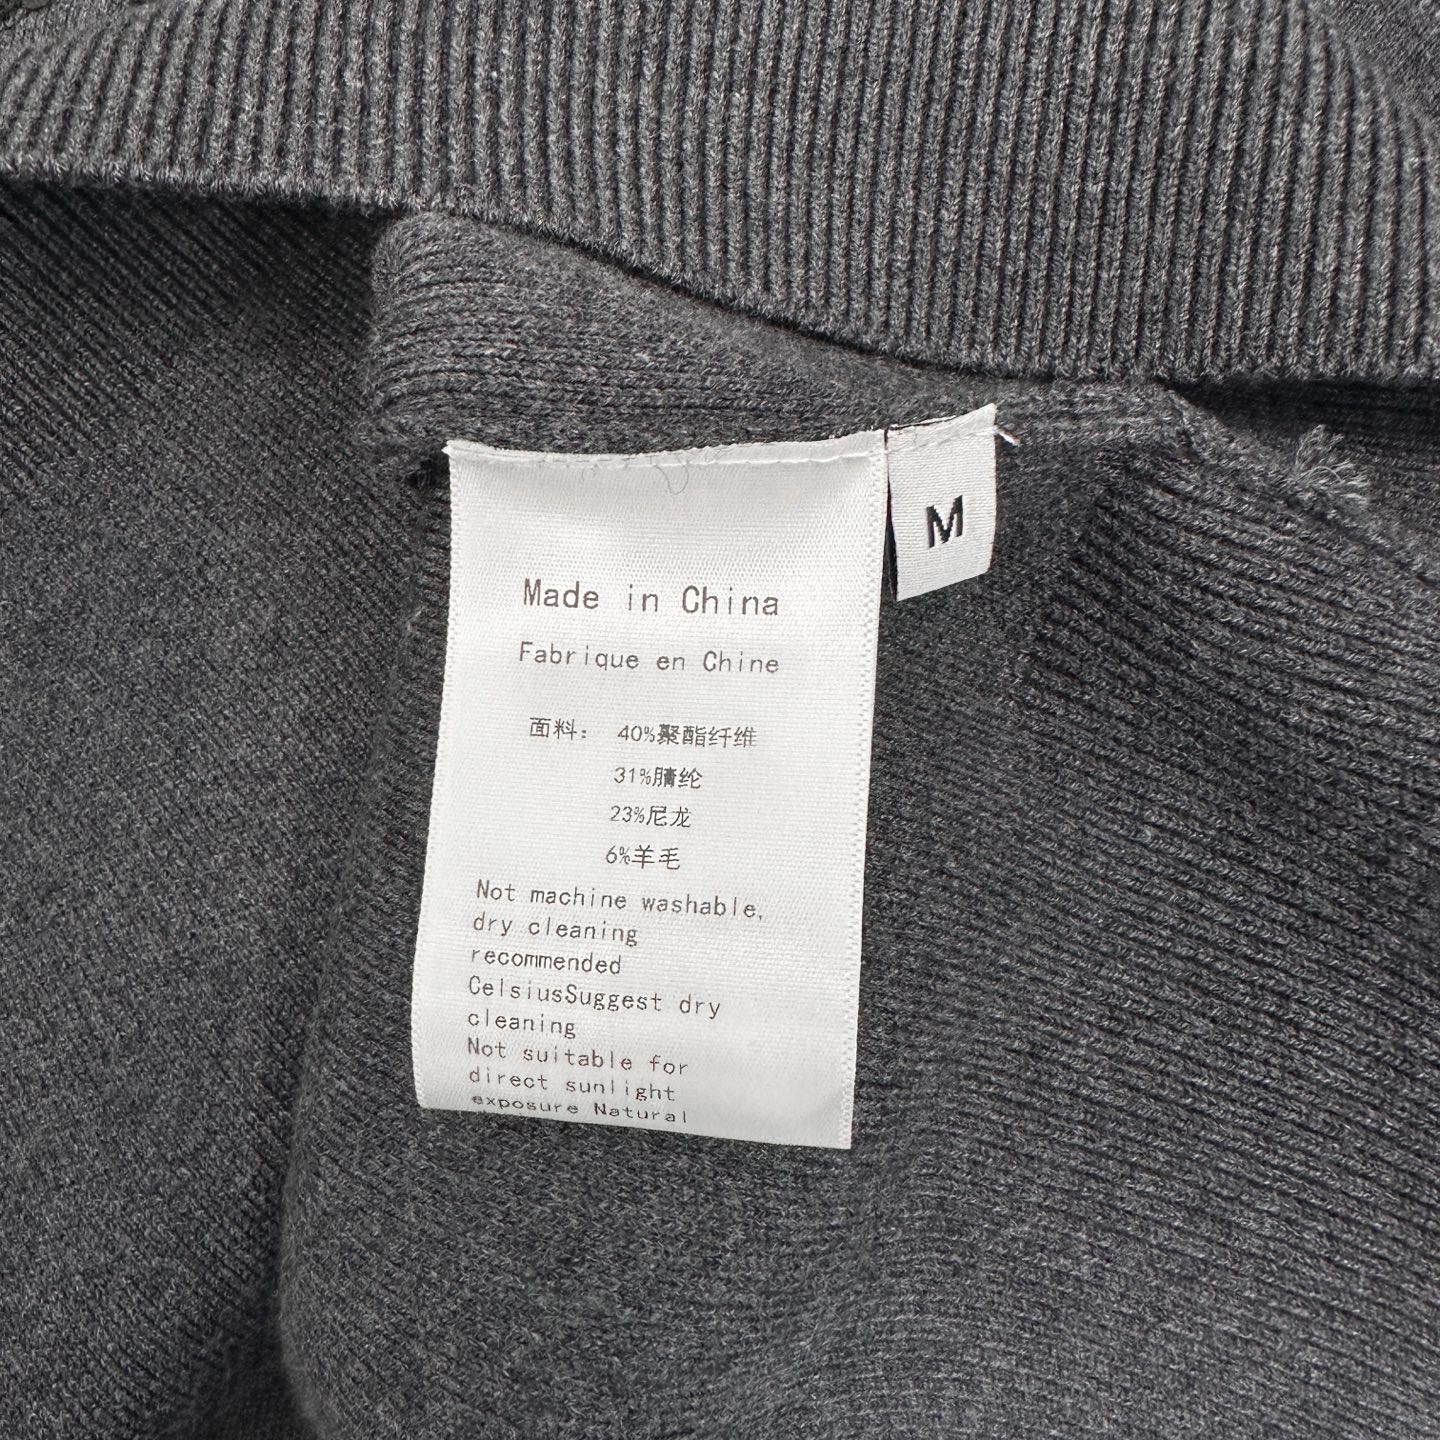 M
Made in China
Fabrique en Chine
面料： 40%聚酯纤维
31%腈纶
23%尼龙
6%羊毛
Not machine washable,
dry cleaning
recommended
CelsiusSuggest dry
cleaning
Not suitable for
direct sunlight
exposure Natural